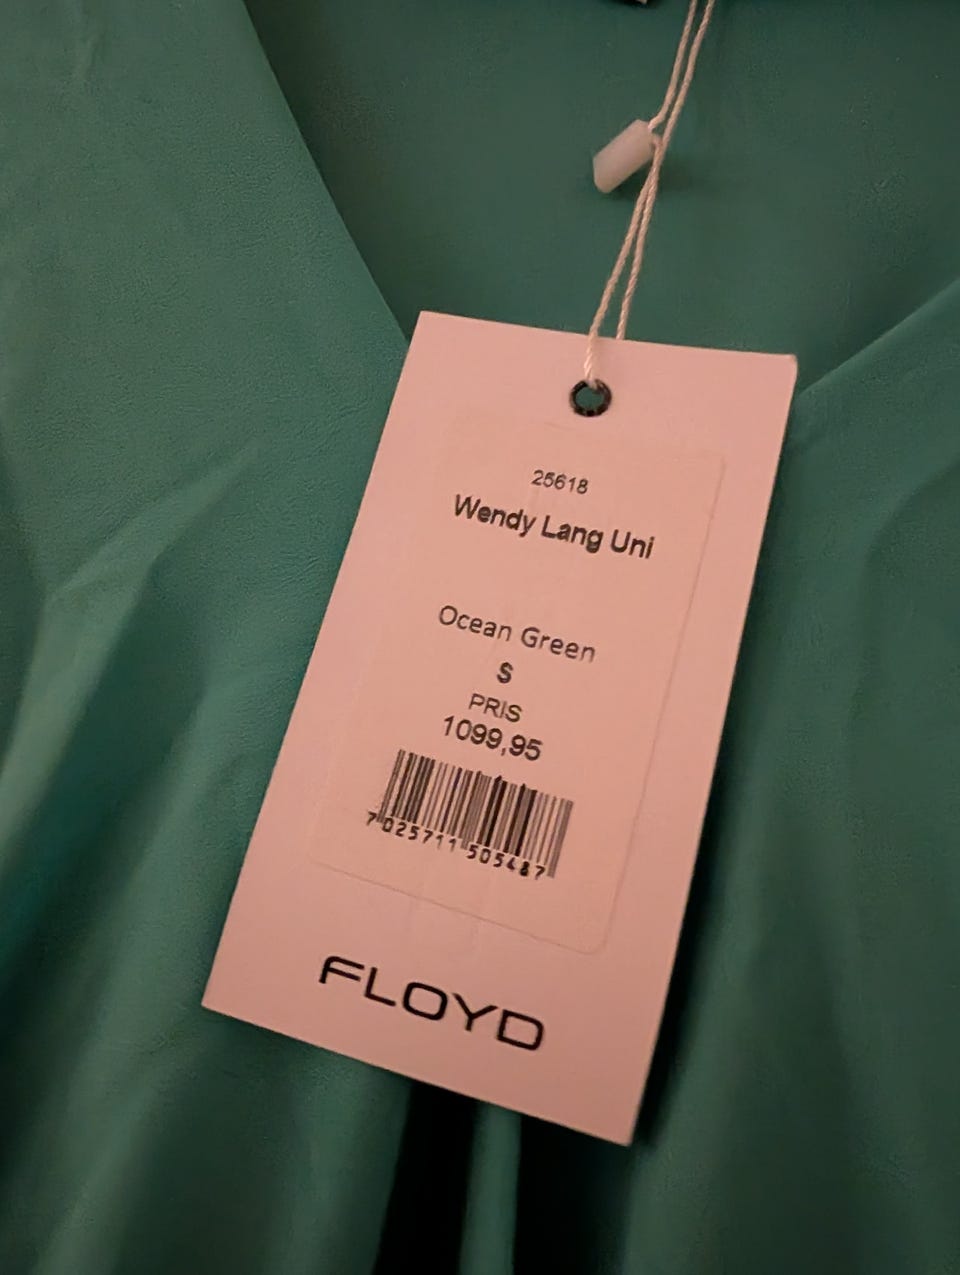 25618
Wendy Lang Uni
Ocean Green
S
PRIS
1099,95
7025711505487
FLOYD